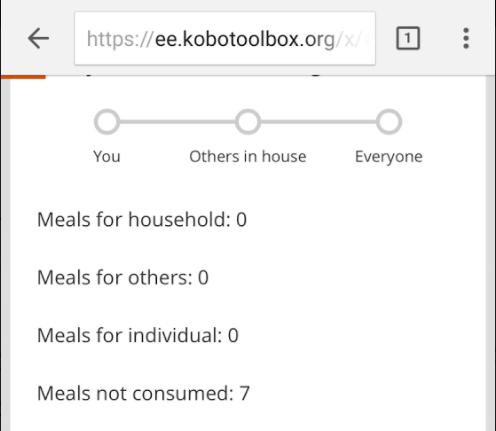 https://ee.kobotoolbox.org/x/
1
You
Others in house
Everyone
Meals for household: 0
Meals for others: 0
Meals for individual: 0
Meals not consumed: 7